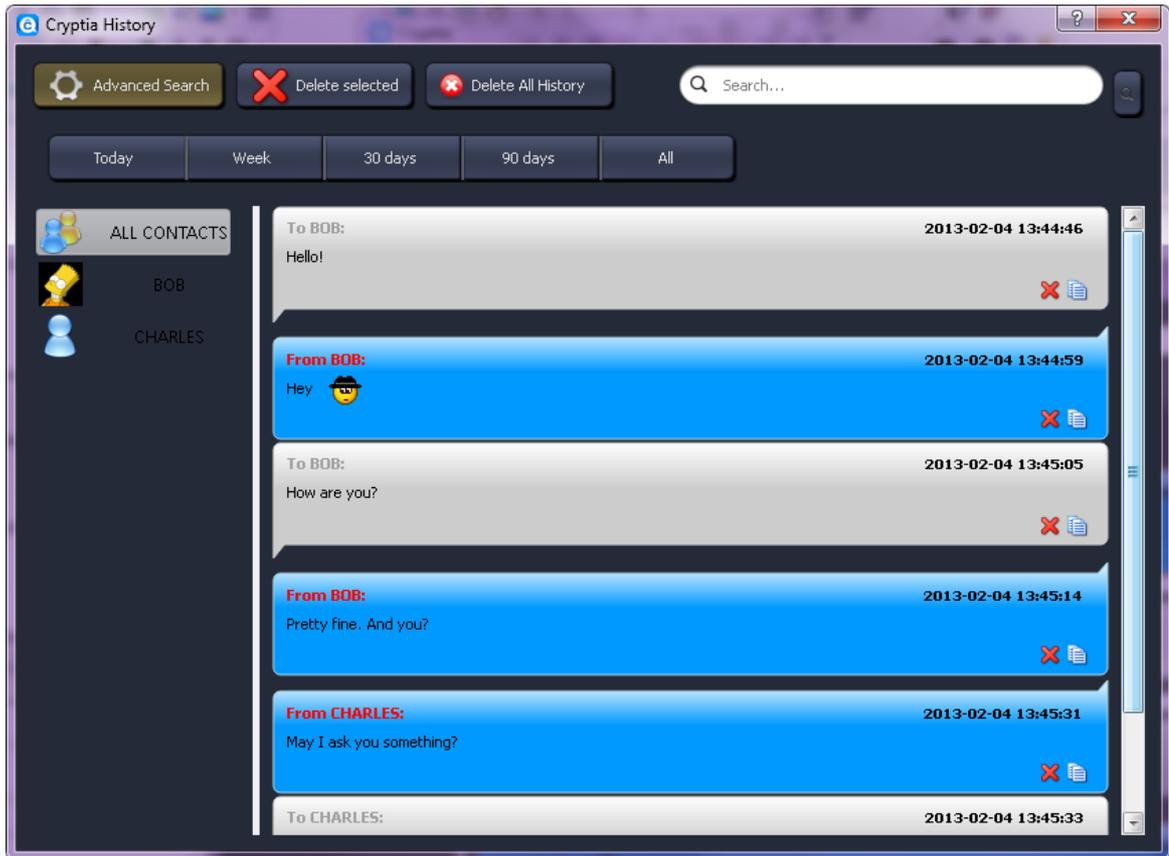 Cryptia History
Advanced Search
Delete selected
Delete All History
Search...
Today
Week
30 days
90 days
All
ALL CONTACTS
BOB
CHARLES
To BOB:
2013-02-04 13:44:46
Hello!
From BOB:
2013-02-04 13:44:59
Hey
To BOB:
2013-02-04 13:45:05
How are you?
From BOB:
2013-02-04 13:45:14
Pretty fine. And you?
From CHARLES:
2013-02-04 13:45:31
May I ask you something?
To CHARLES:
2013-02-04 13:45:33